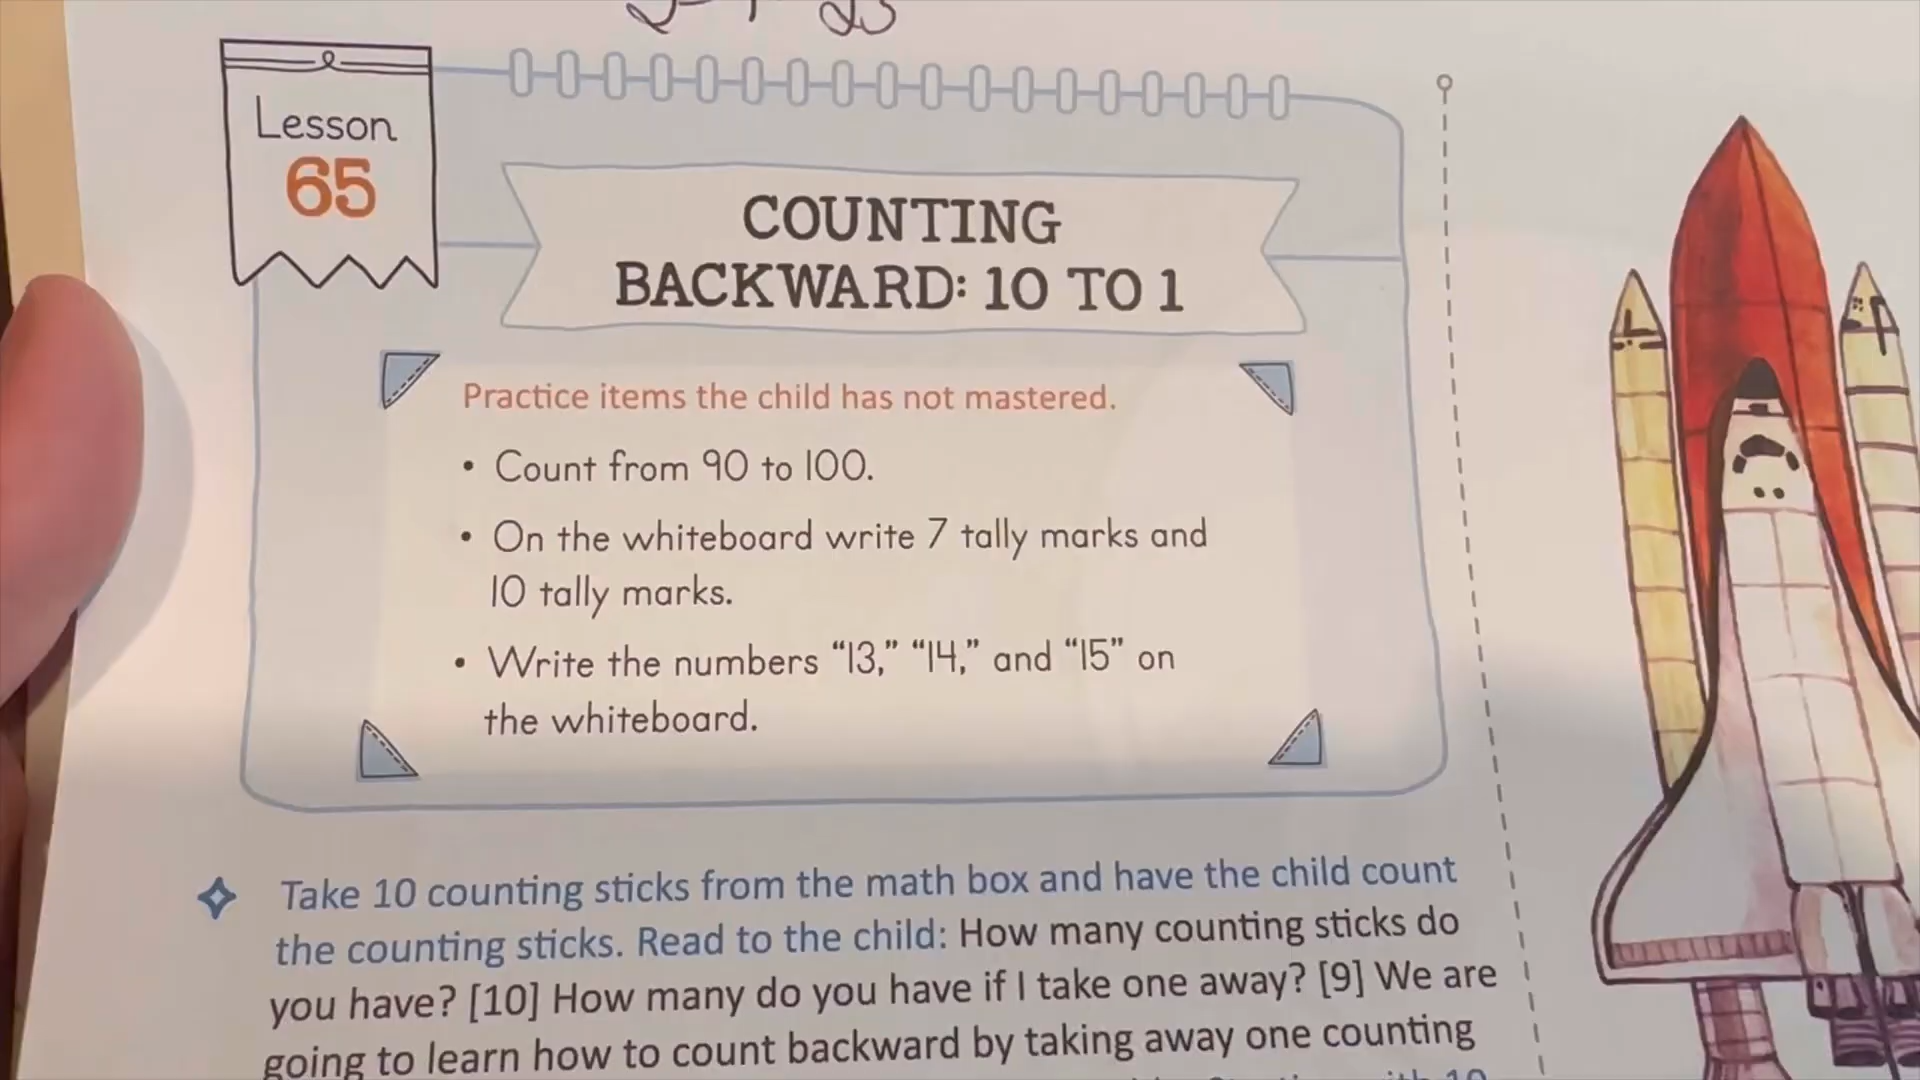 Lesson
65
COUNTING
BACKWARD: 10 TO 1
Practice items the child has not mastered.
• Count from 90 to 100.
• On the whiteboard write 7 tally marks and
10 tally marks.
• Write the numbers “13,” “14,” and “15” on
the whiteboard.
Take 10 counting sticks from the math box and have the child count
the counting sticks. Read to the child: How many counting sticks do
you have? [10] How many do you have if I take one away? [9] We are
going to learn how to count backward by taking away one counting